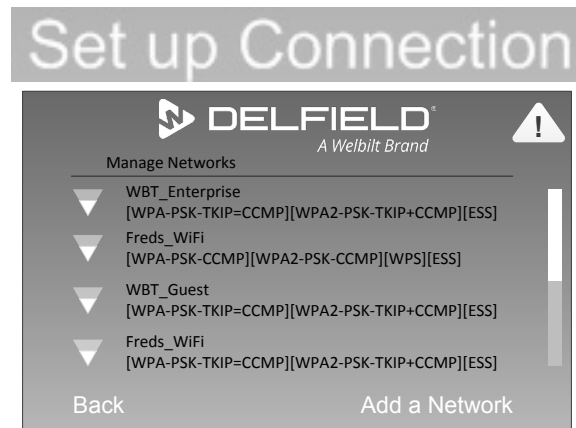 Set up Connection
DELFIELD®
A Welbilt Brand
!
Manage Networks
WBT_Enterprise
[WPA-PSK-TKIP=CCMP][WPA2-PSK-TKIP+CCMP][ESS]
Freds_WiFi
[WPA-PSK-CCMP][WPA2-PSK-CCMP][WPS][ESS]
WBT_Guest
[WPA-PSK-TKIP=CCMP][WPA2-PSK-TKIP+CCMP][ESS]
Freds_WiFi
[WPA-PSK-TKIP=CCMP][WPA2-PSK-TKIP+CCMP][ESS]
Back Add a Network